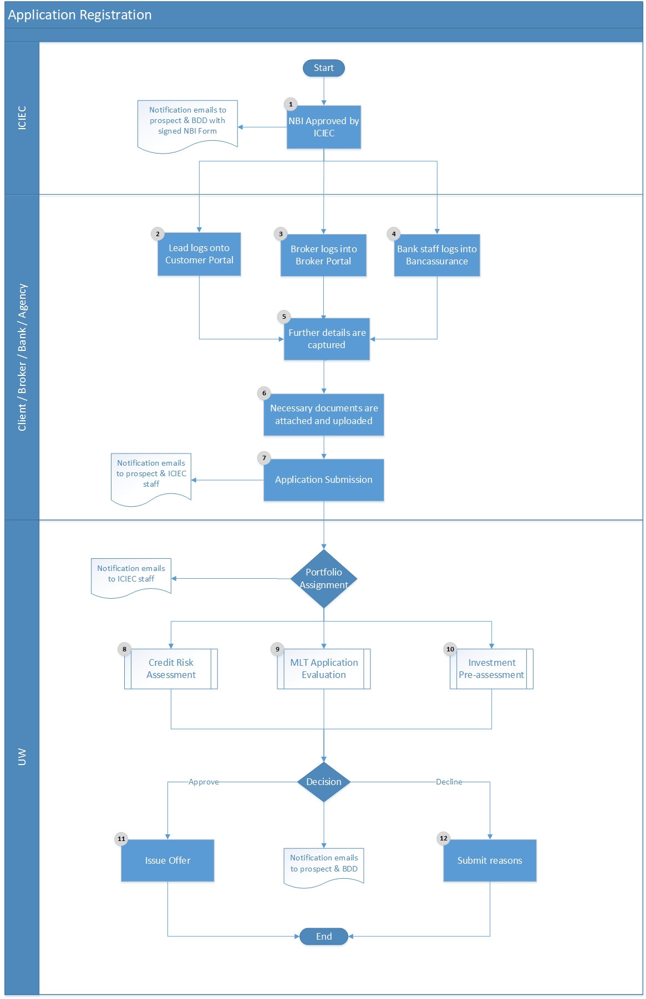 Application Registration
ICIEC
Start
1
NBI Approved by
ICIEC
Notification emails to
prospect & BDD with
signed NBI Form
Client / Broker / Bank / Agency
2
Lead logs onto
Customer Portal
3
Broker logs into
Broker Portal
4
Bank staff logs into
Bancassurance
5
Further details are
captured
6
Necessary documents are
attached and uploaded
7
Application Submission
Notification emails
to prospect & ICIEC
staff
UW
Portfolio
Assignment
Notification emails
to ICIEC staff
8
Credit Risk
Assessment
9
MLT Application
Evaluation
10
Investment
Pre-assessment
Decision
Approve
Decline
11
Issue Offer
Notification emails
to prospect & BDD
12
Submit reasons
End